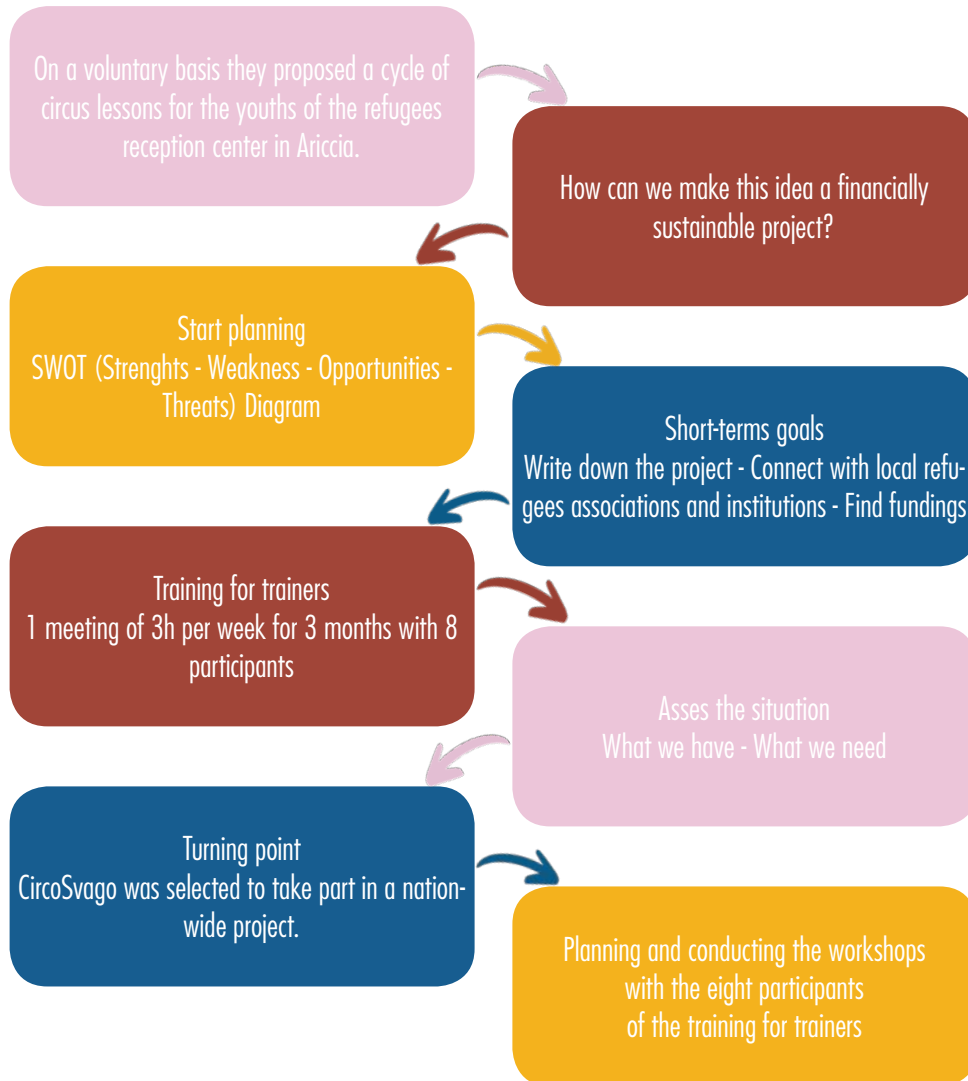 On a voluntary basis they proposed a cycle of
circus lessons for the youths of the refugees
reception center in Ariccia.
How can we make this idea a financially
sustainable project?
Start planning
SWOT (Strenghts - Weakness - Opportunities -
Threats) Diagram
Short-terms goals
Write down the project - Connect with local refu-
gees associations and institutions - Find fundings
Training for trainers
1 meeting of 3h per week for 3 months with 8
participants
Asses the situation
What we have - What we need
Turning point
CircoSvago was selected to take part in a nation-
wide project.
Planning and conducting the workshops
with the eight participants
of the training for trainers